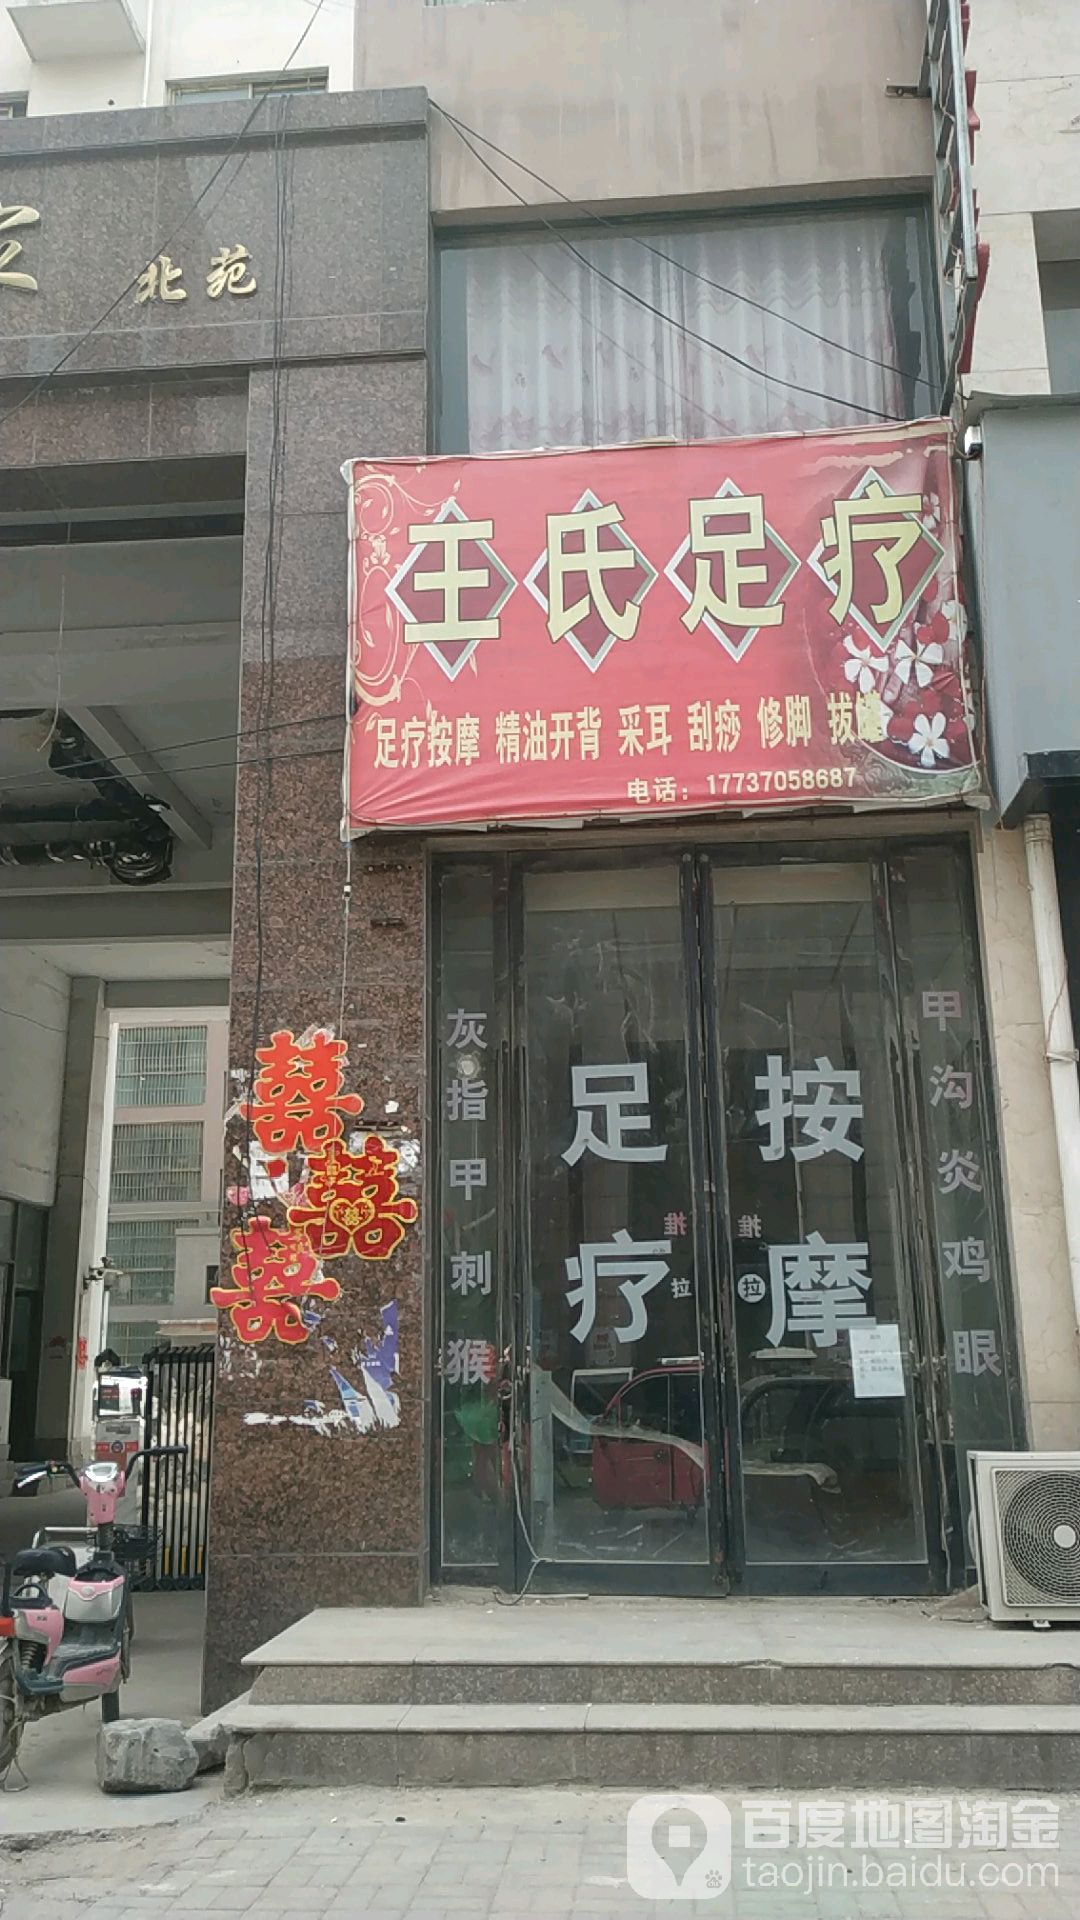 北苑
王氏足疗
足疗按摩 精油开背 采耳 刮痧 修脚 拔罐
电话：17737058687
灰指甲刺猴
足疗
按摩
甲沟炎鸡眼
推
拉
推
拉
囍
囍
囍
百度地图淘金
taojin.baidu.com